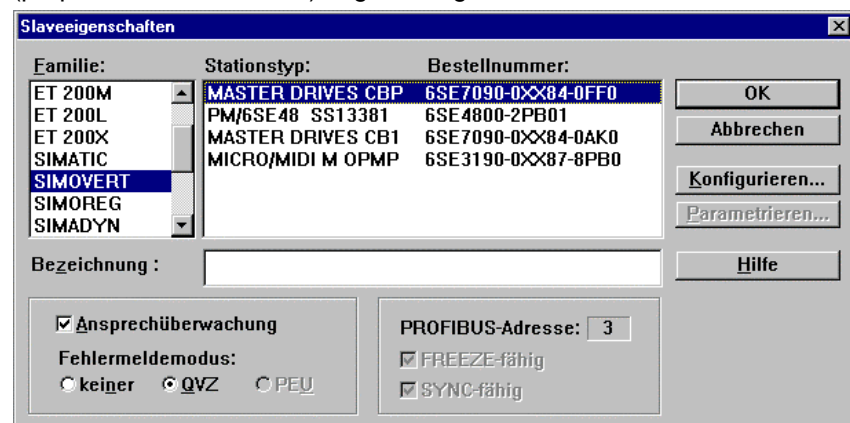 Slaveeigenschaften
Familie: Stationstyp: Bestellnummer:
ET 200M
ET 200L
ET 200X
SIMATIC
SIMOVERT
SIMOREG
SIMADYN
MASTER DRIVES CBP 6SE7090-0XX84-0FF0
PM/6SE48 SS13381 6SE4800-2PB01
MASTER DRIVES CB1 6SE7090-0XX84-0AK0
MICRO/MIDI M OPMP 6SE3190-0XX87-8PB0
OK
Abbrechen
Konfigurieren...
Parametrieren...
Bezeichnung :
Hilfe
Ansprechüberwachung
Fehlermeldemodus:
keiner QVZ PEU
PROFIBUS-Adresse: 3
FREEZE-fähig
SYNC-fähig